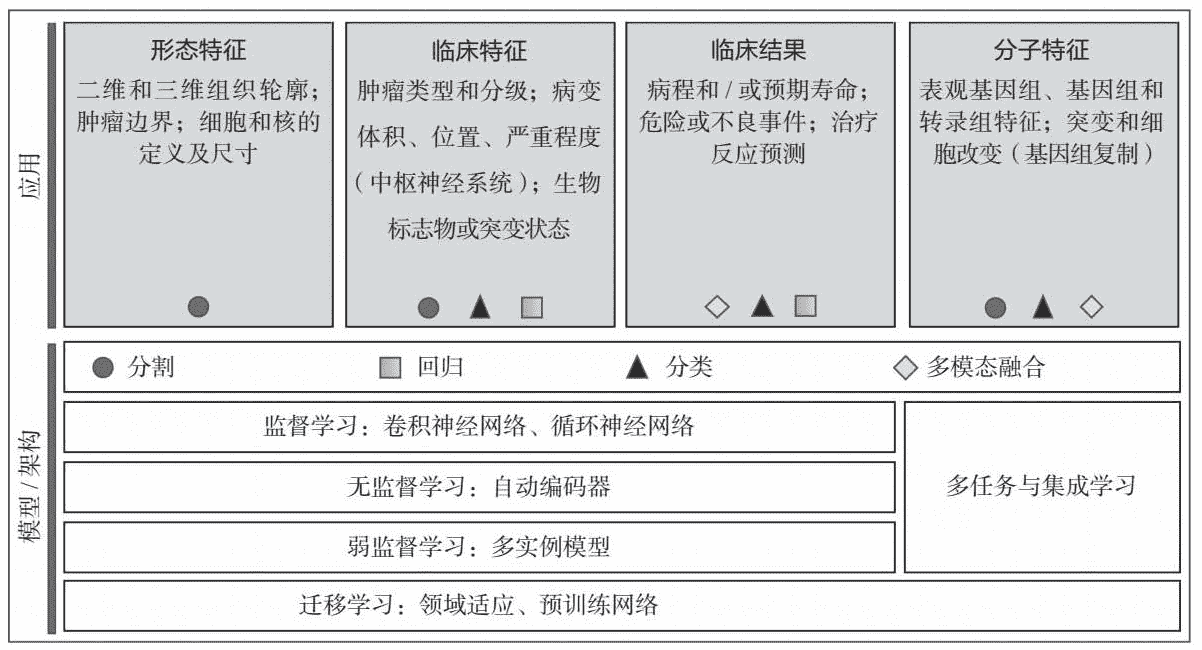 应用
形态特征
二维和三维组织轮廓；
肿瘤边界；细胞和核的
定义及尺寸
临床特征
肿瘤类型和分级；病变
体积、位置、严重程度
（中枢神经系统）；生物
标志物或突变状态
临床结果
病程和/或预期寿命；
危险或不良事件；治疗
反应预测
分子特征
表观基因组、基因组和
转录组特征；突变和细
胞改变（基因组复制）
模型/架构
分割
回归
分类
多模态融合
监督学习：卷积神经网络、循环神经网络
无监督学习：自动编码器
弱监督学习：多实例模型
多任务与集成学习
迁移学习：领域适应、预训练网络